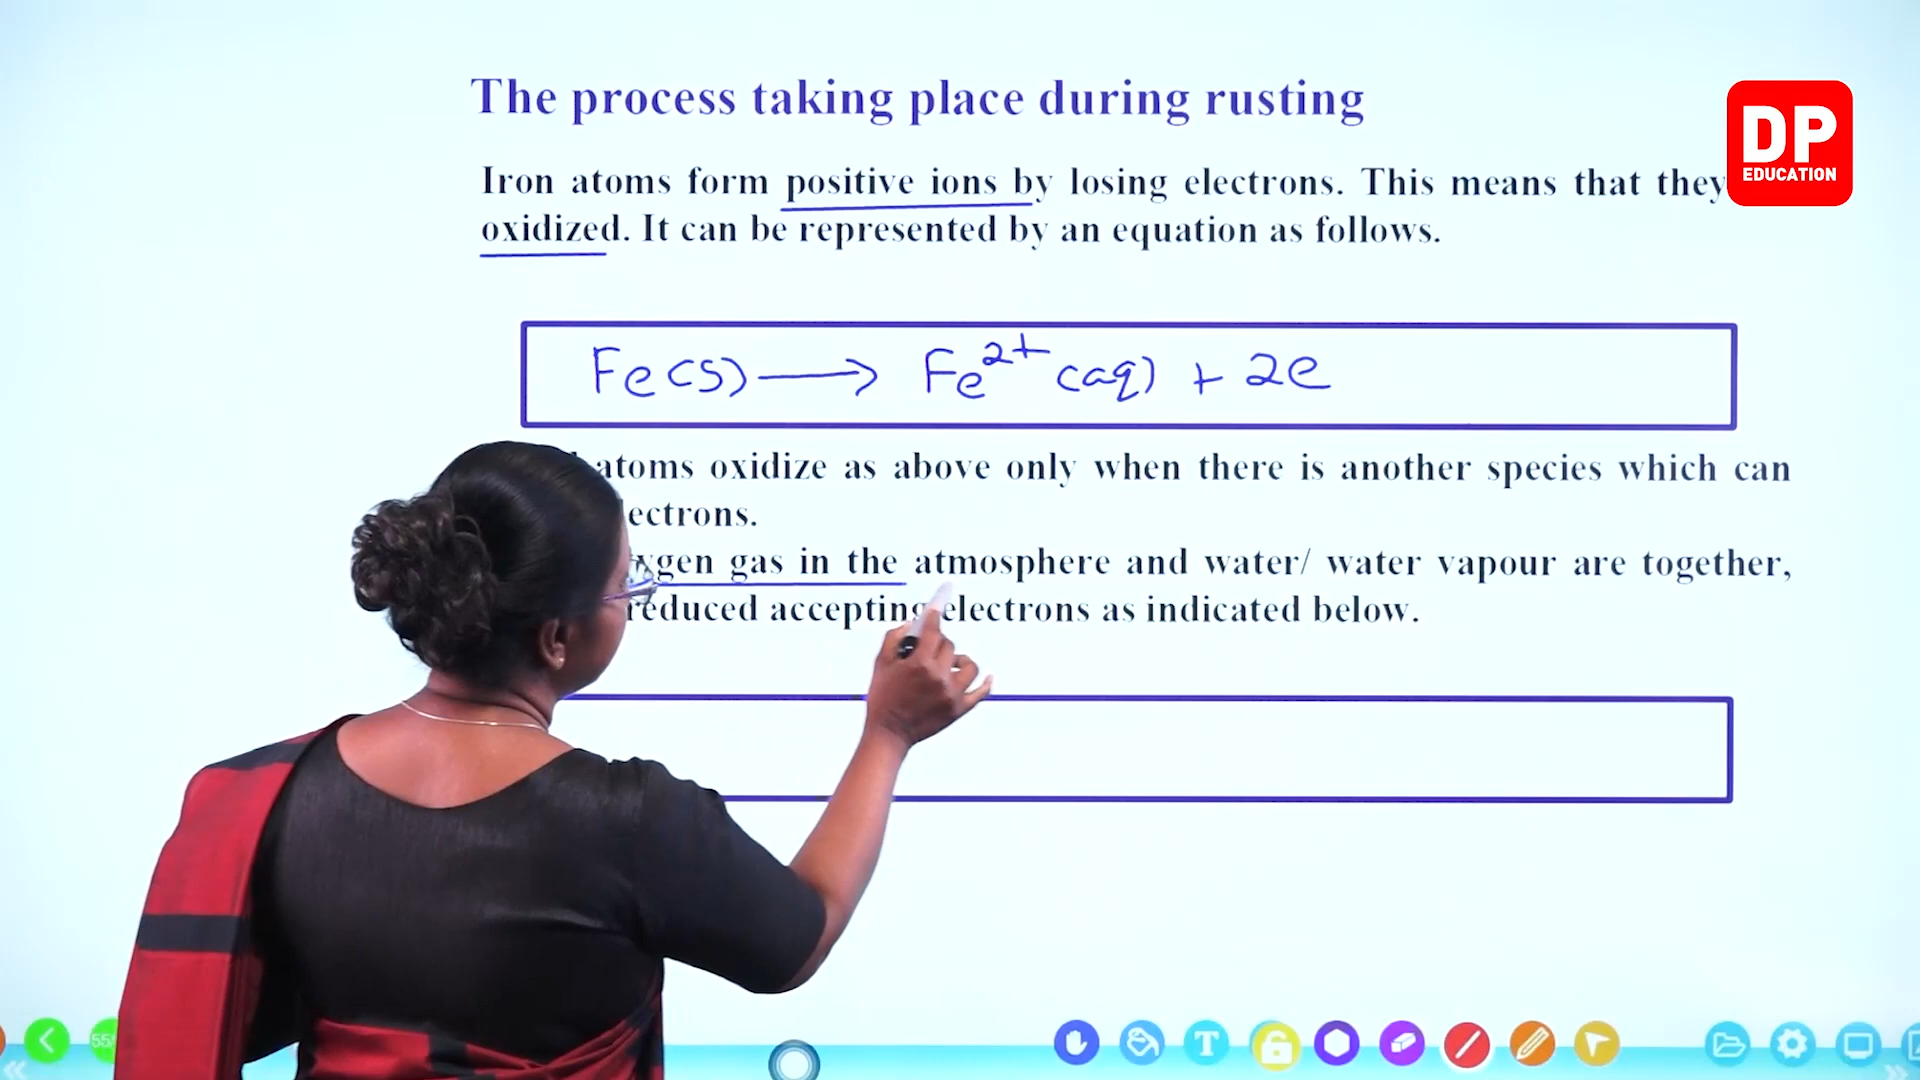 The process taking place during rusting
DP
EDUCATION
Iron atoms form positive ions by losing electrons. This means that they
oxidized. It can be represented by an equation as follows.
Fe(s) ⟶ Fe²⁺(aq) + 2e
atoms oxidize as above only when there is another species which can
ectrons.
ygen gas in the atmosphere and water/ water vapour are together,
reduced accepting electrons as indicated below.
T